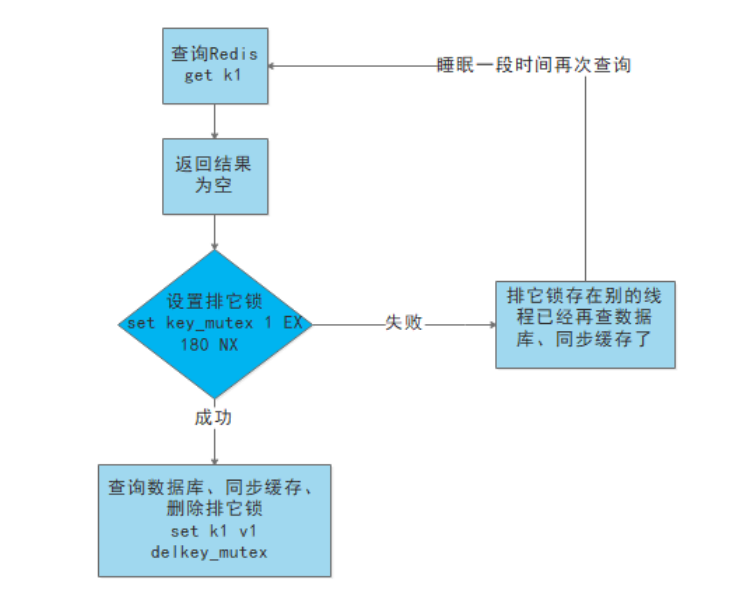 查询Redis
get k1
睡眠一段时间再次查询
返回结果
为空
设置排它锁
set key_mutex 1 EX
180 NX
失败
排它锁存在别的线
程已经再查数据
库、同步缓存了
成功
查询数据库、同步缓存、
删除排它锁
set k1 v1
delkey_mutex